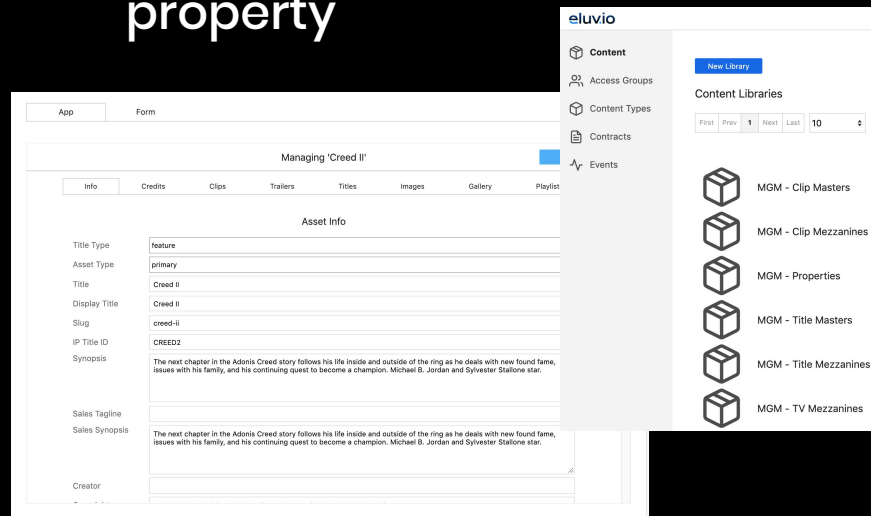 property
App Form
Managing 'Creed II'
Info Credits Clips Trailers Titles Images Gallery Playlist
Asset Info
Title Type feature
Asset Type primary
Title Creed II
Display Title Creed II
Slug creed-ii
IP Title ID CREED2
Synopsis The next chapter in the Adonis Creed story follows his life inside and outside of the ring as he deals with new found fame,
issues with his family, and his continuing quest to become a champion. Michael B. Jordan and Sylvester Stallone star.
Sales Tagline
Sales Synopsis The next chapter in the Adonis Creed story follows his life inside and outside of the ring as he deals with new found fame,
issues with his family, and his continuing quest to become a champion. Michael B. Jordan and Sylvester Stallone star.
Creator
eluv.io
Content
Access Groups
Content Types
Contracts
Events
New Library
Content Libraries
First Prev 1 Next Last 10
MGM - Clip Masters
MGM - Clip Mezzanines
MGM - Properties
MGM - Title Masters
MGM - Title Mezzanines
MGM - TV Mezzanines